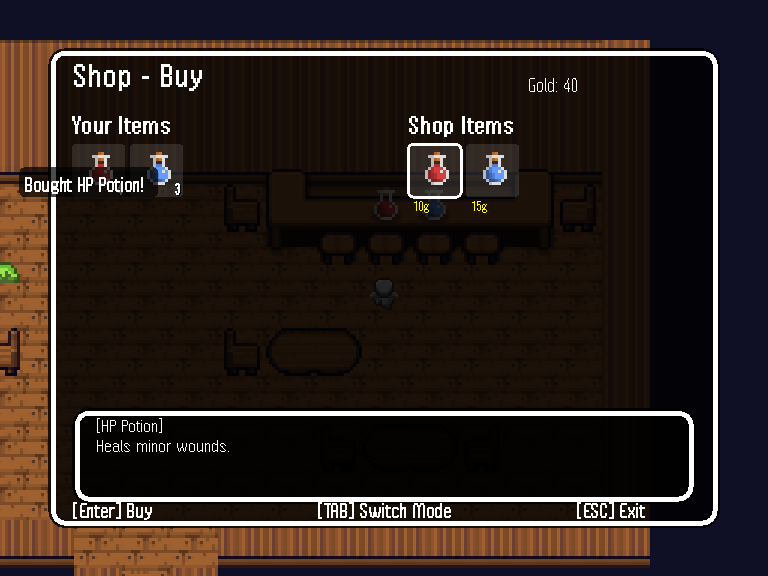 Shop - Buy
Gold: 40
Your Items
Shop Items
Bought HP Potion!
3
10g
15g
[HP Potion]
Heals minor wounds.
[Enter] Buy
[TAB] Switch Mode
[ESC] Exit